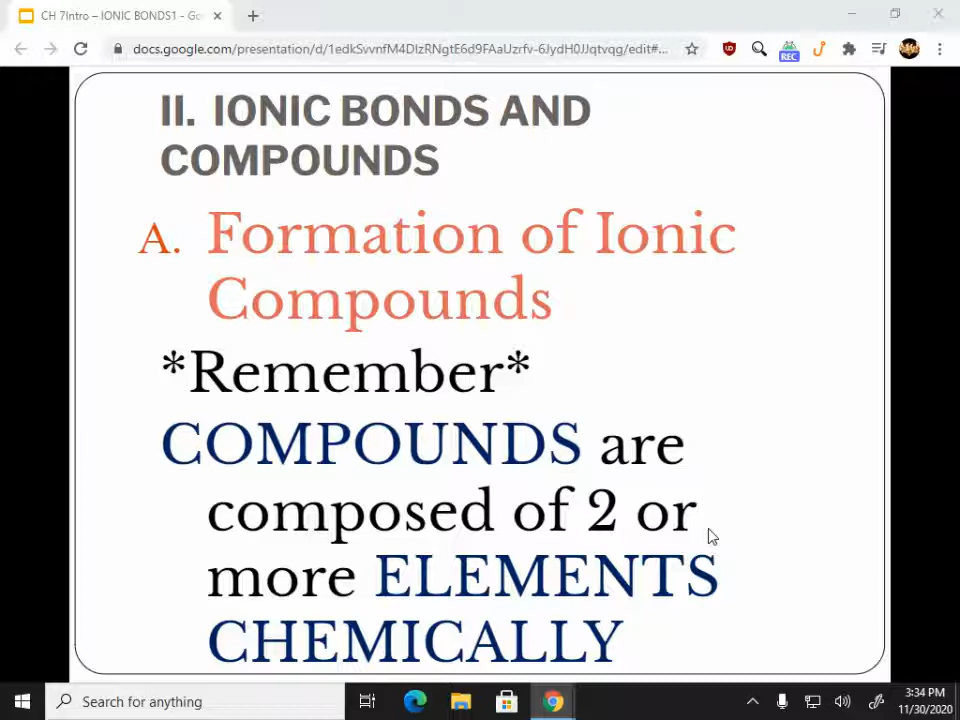 CH 7Intro – IONIC BONDS1 - Go
docs.google.com/presentation/d/1edkSvvnfM4DlzRNgtE6d9FAaUzrfv-6JydH0JJqtvqg/edit#...
REC
II. IONIC BONDS AND
COMPOUNDS
A. Formation of Ionic
Compounds
*Remember*
COMPOUNDS are
composed of 2 or
more ELEMENTS
CHEMICALLY
Search for anything
3:34 PM
11/30/2020